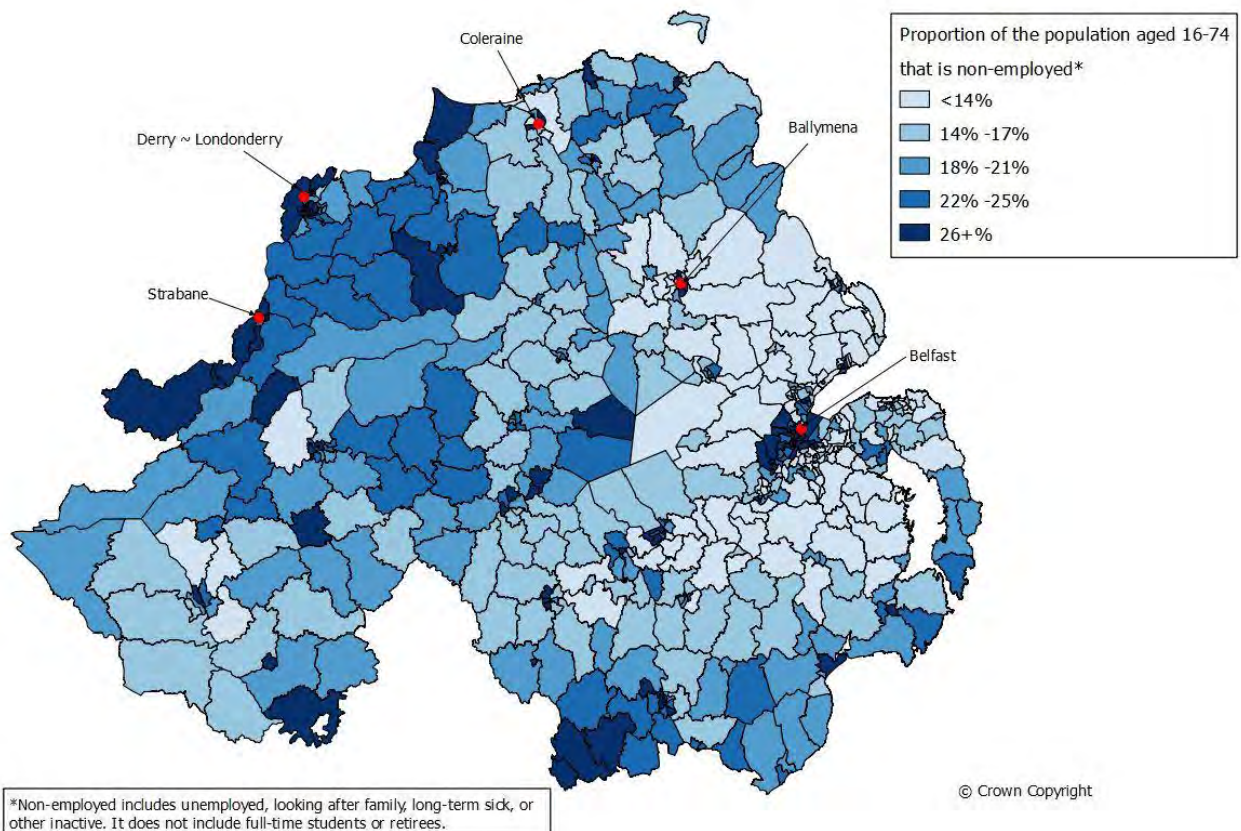 Coleraine
Derry ~ Londonderry
Ballymena
Strabane
Belfast
Proportion of the population aged 16-74
that is non-employed*
<14%
14% -17%
18% -21%
22% -25%
26+%
*Non-employed includes unemployed, looking after family, long-term sick, or
other inactive. It does not include full-time students or retirees.
© Crown Copyright